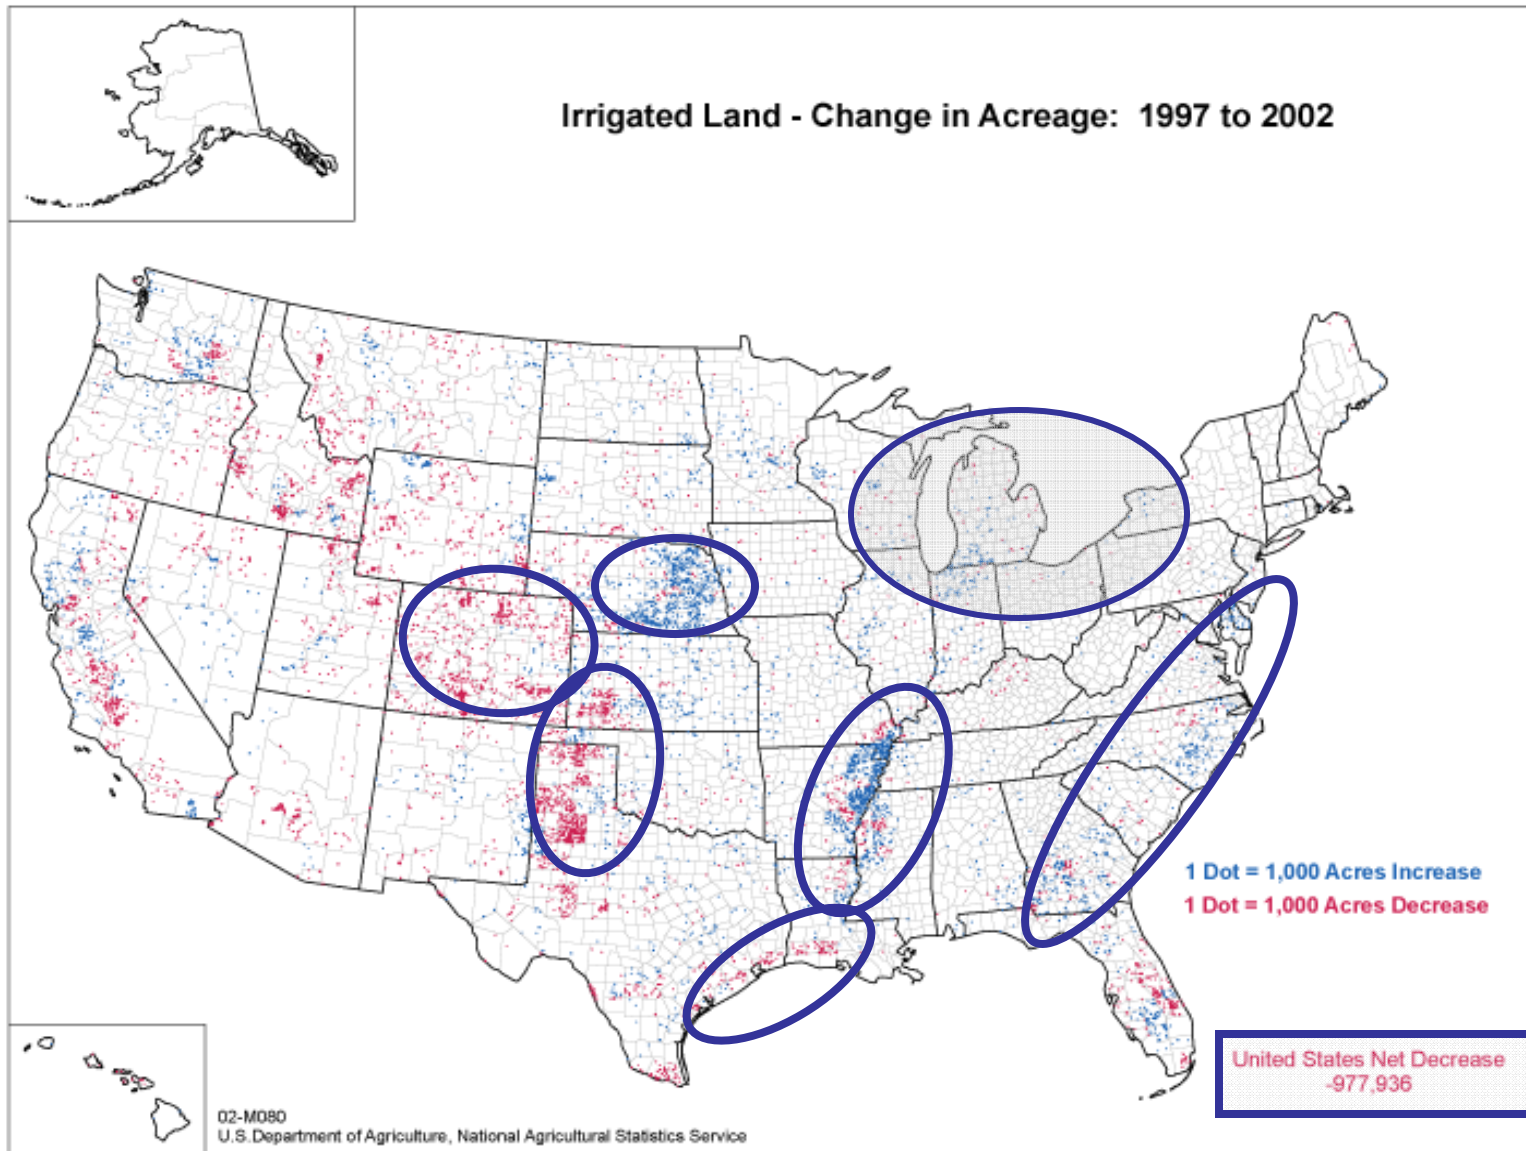 Irrigated Land - Change in Acreage: 1997 to 2002
1 Dot = 1,000 Acres Increase
1 Dot = 1,000 Acres Decrease
United States Net Decrease
-977,936
02-M080
U.S.Department of Agriculture, National Agricultural Statistics Service